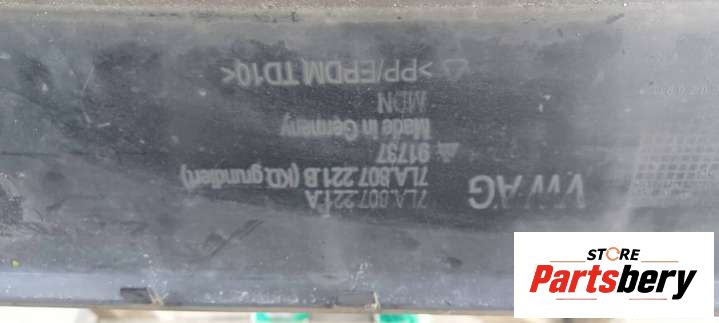 VW AG
7LA.807.221.A
7LA.807.221.B (KD grundiert)
91737
Made in Germany
MDN
>PP/EPDM TD10<
STORE
Partsbery